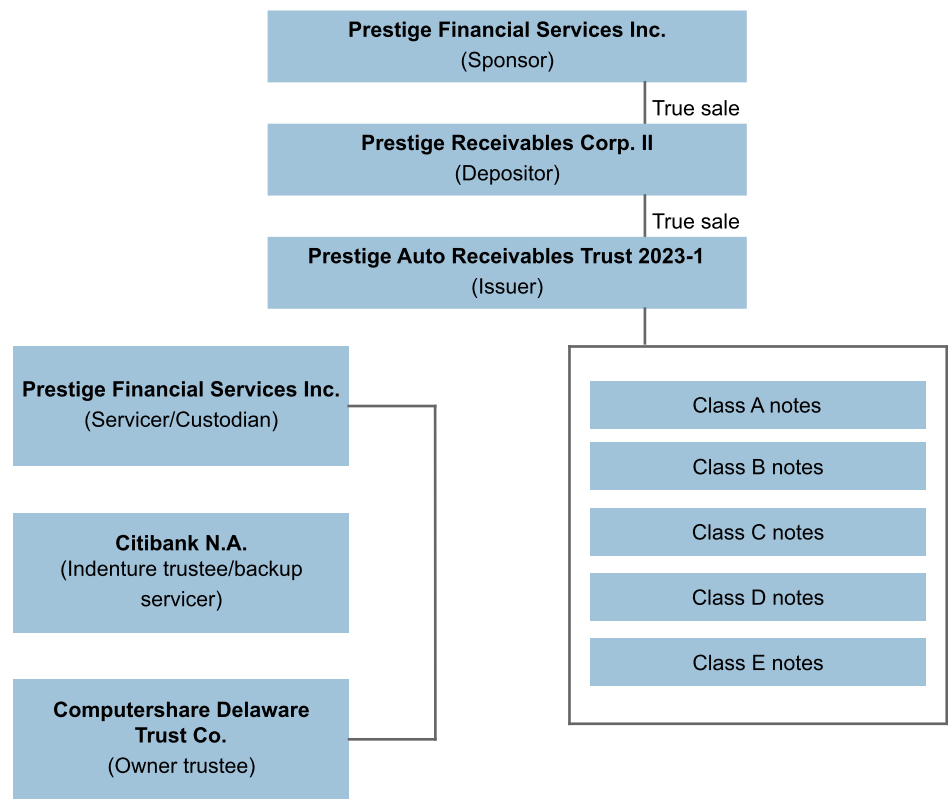 Prestige Financial Services Inc.
(Sponsor)
True sale
Prestige Receivables Corp. II
(Depositor)
True sale
Prestige Auto Receivables Trust 2023-1
(Issuer)
Prestige Financial Services Inc.
(Servicer/Custodian)
Citibank N.A.
(Indenture trustee/backup
servicer)
Computershare Delaware
Trust Co.
(Owner trustee)
Class A notes
Class B notes
Class C notes
Class D notes
Class E notes